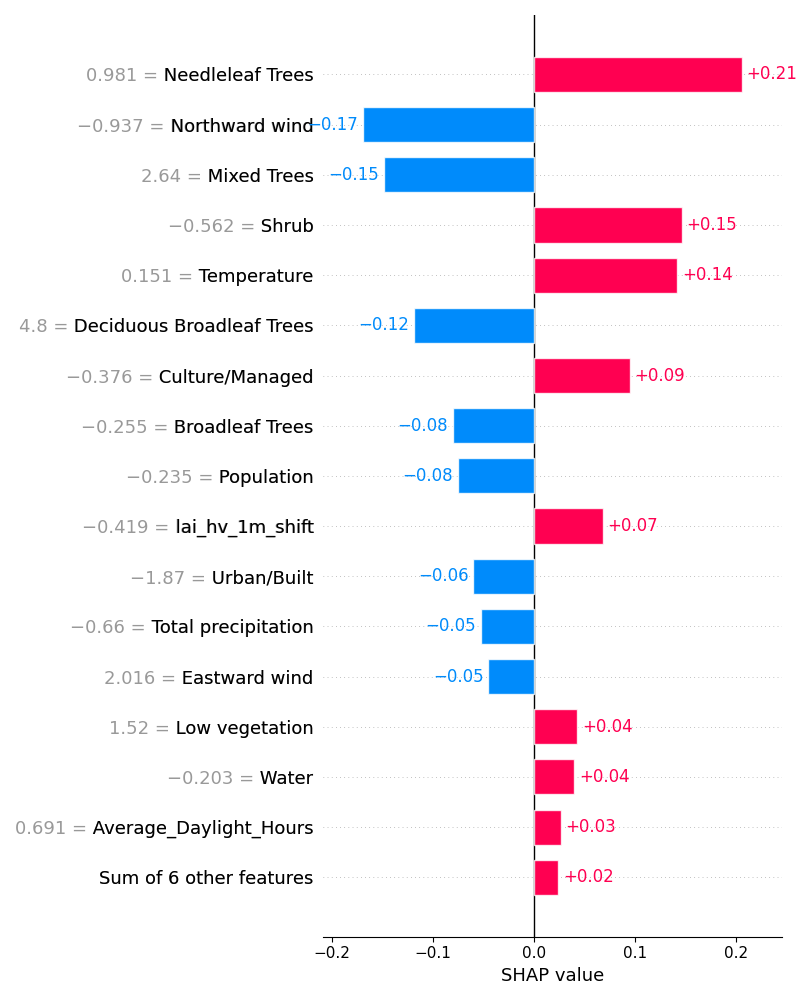 0.981 = Needleleaf Trees +0.21
−0.937 = Northward wind −0.17
2.64 = Mixed Trees −0.15
−0.562 = Shrub +0.15
0.151 = Temperature +0.14
4.8 = Deciduous Broadleaf Trees −0.12
−0.376 = Culture/Managed +0.09
−0.255 = Broadleaf Trees −0.08
−0.235 = Population −0.08
−0.419 = lai_hv_1m_shift +0.07
−1.87 = Urban/Built −0.06
−0.66 = Total precipitation −0.05
2.016 = Eastward wind −0.05
1.52 = Low vegetation +0.04
−0.203 = Water +0.04
0.691 = Average_Daylight_Hours +0.03
Sum of 6 other features +0.02
−0.2 −0.1 0.0 0.1 0.2
SHAP value